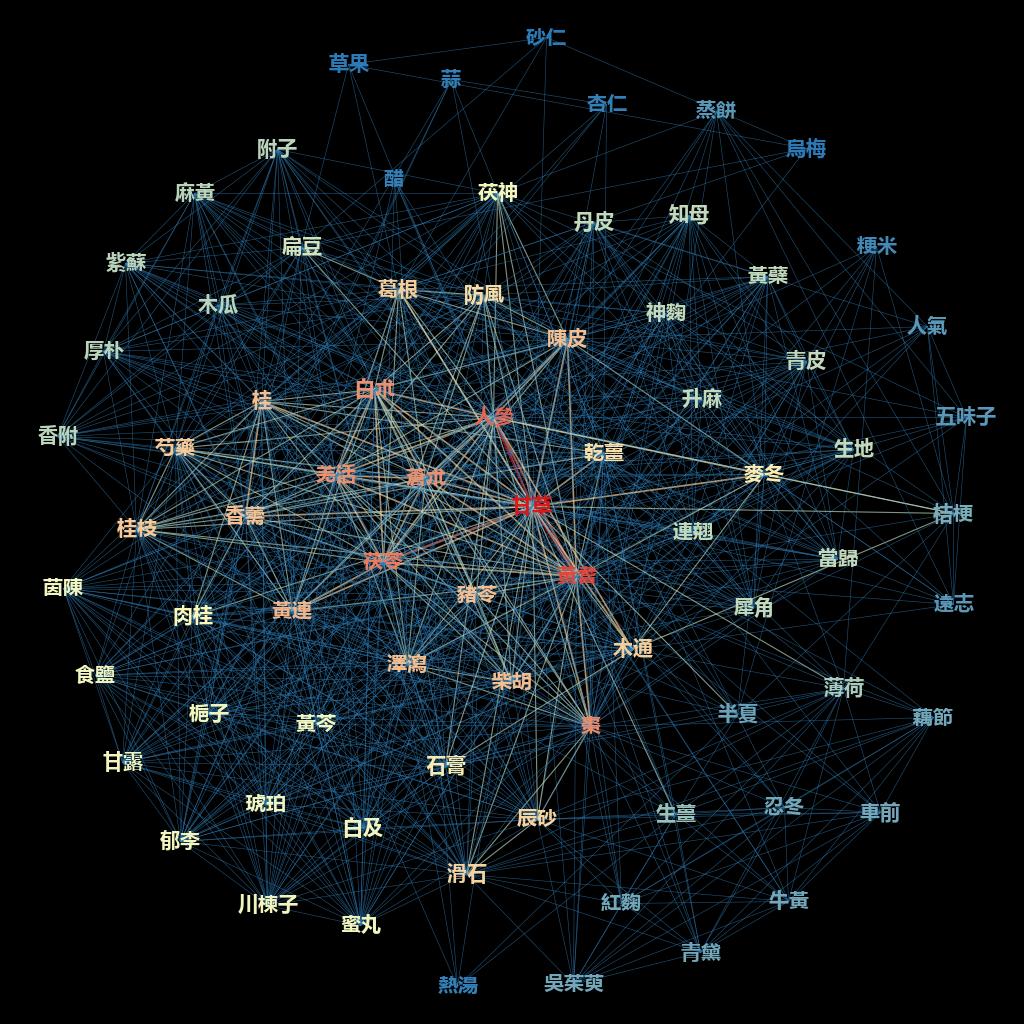 砂仁
草果
蒜
杏仁
蒸餅
烏梅
附子
醋
麻黃
茯神
丹皮
知母
扁豆
粳米
紫蘇
黃蘗
葛根
防風
木瓜
神麴
人氣
陳皮
厚朴
青皮
白朮
桂
升麻
人參
五味子
香附
芍藥
生地
乾薑
羌活
麥冬
蒼朮
甘草
香薷
桔梗
桂枝
連翹
當歸
茯苓
黃耆
茵陳
豬苓
遠志
犀角
黃連
肉桂
木通
澤瀉
食鹽
柴胡
薄荷
梔子
半夏
藕節
黃芩
棗
甘露
石膏
琥珀
忍冬
生薑
車前
辰砂
白及
郁李
滑石
牛黃
紅麴
川楝子
蜜丸
青黛
吳茱萸
熱湯